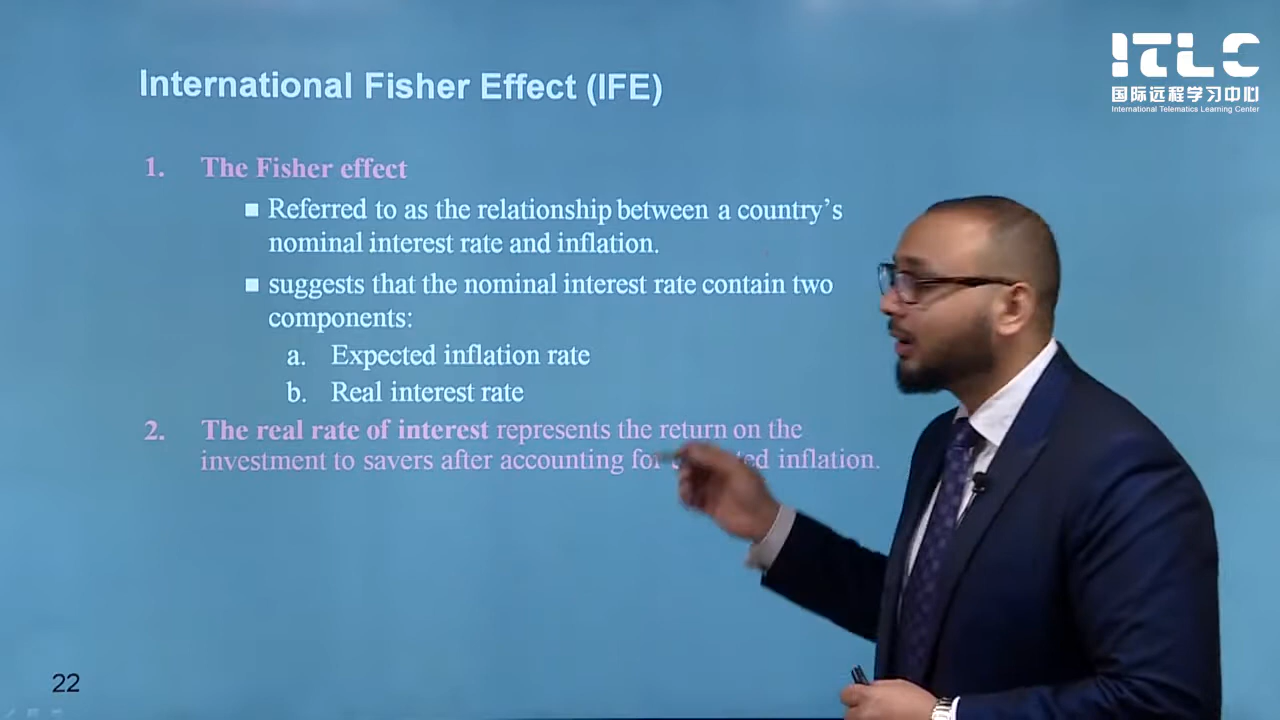 ITLC
国际远程学习中心
International Telematics Learning Center
International Fisher Effect (IFE)
1. The Fisher effect
■ Referred to as the relationship between a country's
nominal interest rate and inflation.
■ suggests that the nominal interest rate contain two
components:
a. Expected inflation rate
b. Real interest rate
2. The real rate of interest represents the return on the
investment to savers after accounting for inflation.
22